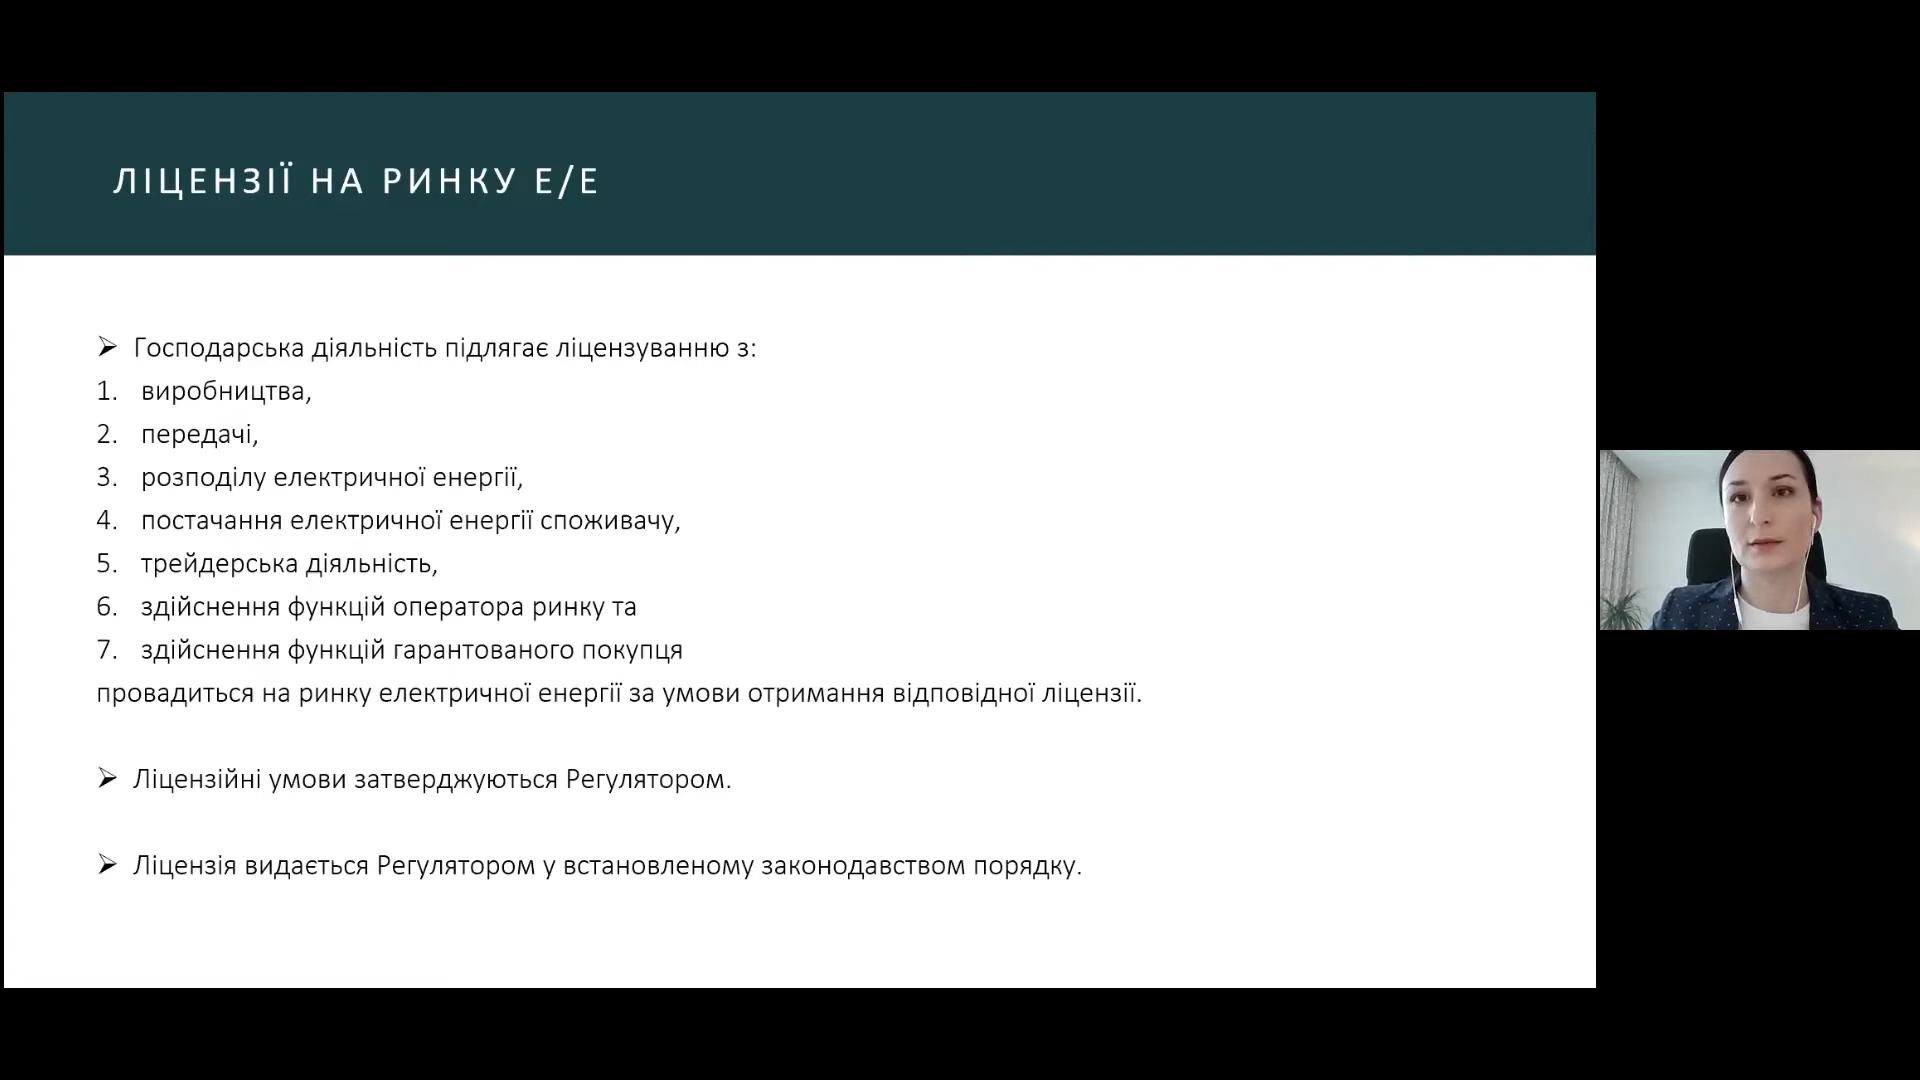 ЛІЦЕНЗІЇ НА РИНКУ Е/Е
➢ Господарська діяльність підлягає ліцензуванню з:
1. виробництва,
2. передачі,
3. розподілу електричної енергії,
4. постачання електричної енергії споживачу,
5. трейдерська діяльність,
6. здійснення функцій оператора ринку та
7. здійснення функцій гарантованого покупця
провадиться на ринку електричної енергії за умови отримання відповідної ліцензії.
➢ Ліцензійні умови затверджуються Регулятором.
➢ Ліцензія видається Регулятором у встановленому законодавством порядку.